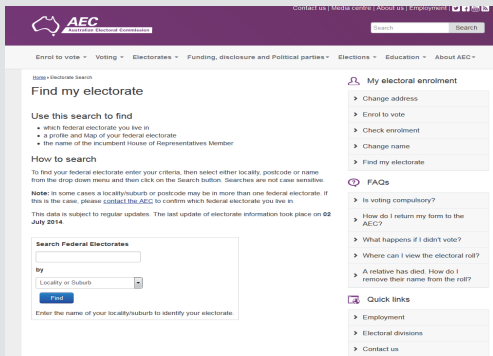 Contact us | Media centre | About us | Employment |
AEC
Australian Electoral Commission
Search
Search
Enrol to vote
Voting
Electorates
Funding, disclosure and Political parties
Elections
Education
About AEC
Home » Electorate Search
Find my electorate
Use this search to find
• which federal electorate you live in
• a profile and Map of your federal electorate
• the name of the incumbent House of Representatives Member
How to search
To find your federal electorate enter your criteria, then select either locality, postcode or name
from the drop down menu and then click on the Search button. Searches are not case sensitive.
Note: in some cases a locality/suburb or postcode may be in more than one federal electorate. If
this is the case, please contact the AEC to confirm which federal electorate you live in.
This data is subject to regular updates. The last update of electorate information took place on 02
July 2014.
Search Federal Electorates
by
Locality or Suburb
Find
Enter the name of your locality/suburb to identify your electorate.
My electoral enrolment
Change address
Enrol to vote
Check enrolment
Change name
Find my electorate
FAQs
Is voting compulsory?
How do I return my form to the
AEC?
What happens if I didn't vote?
Where can I view the electoral roll?
A relative has died. How do I
remove their name from the roll?
Quick links
Employment
Electoral divisions
Contact us